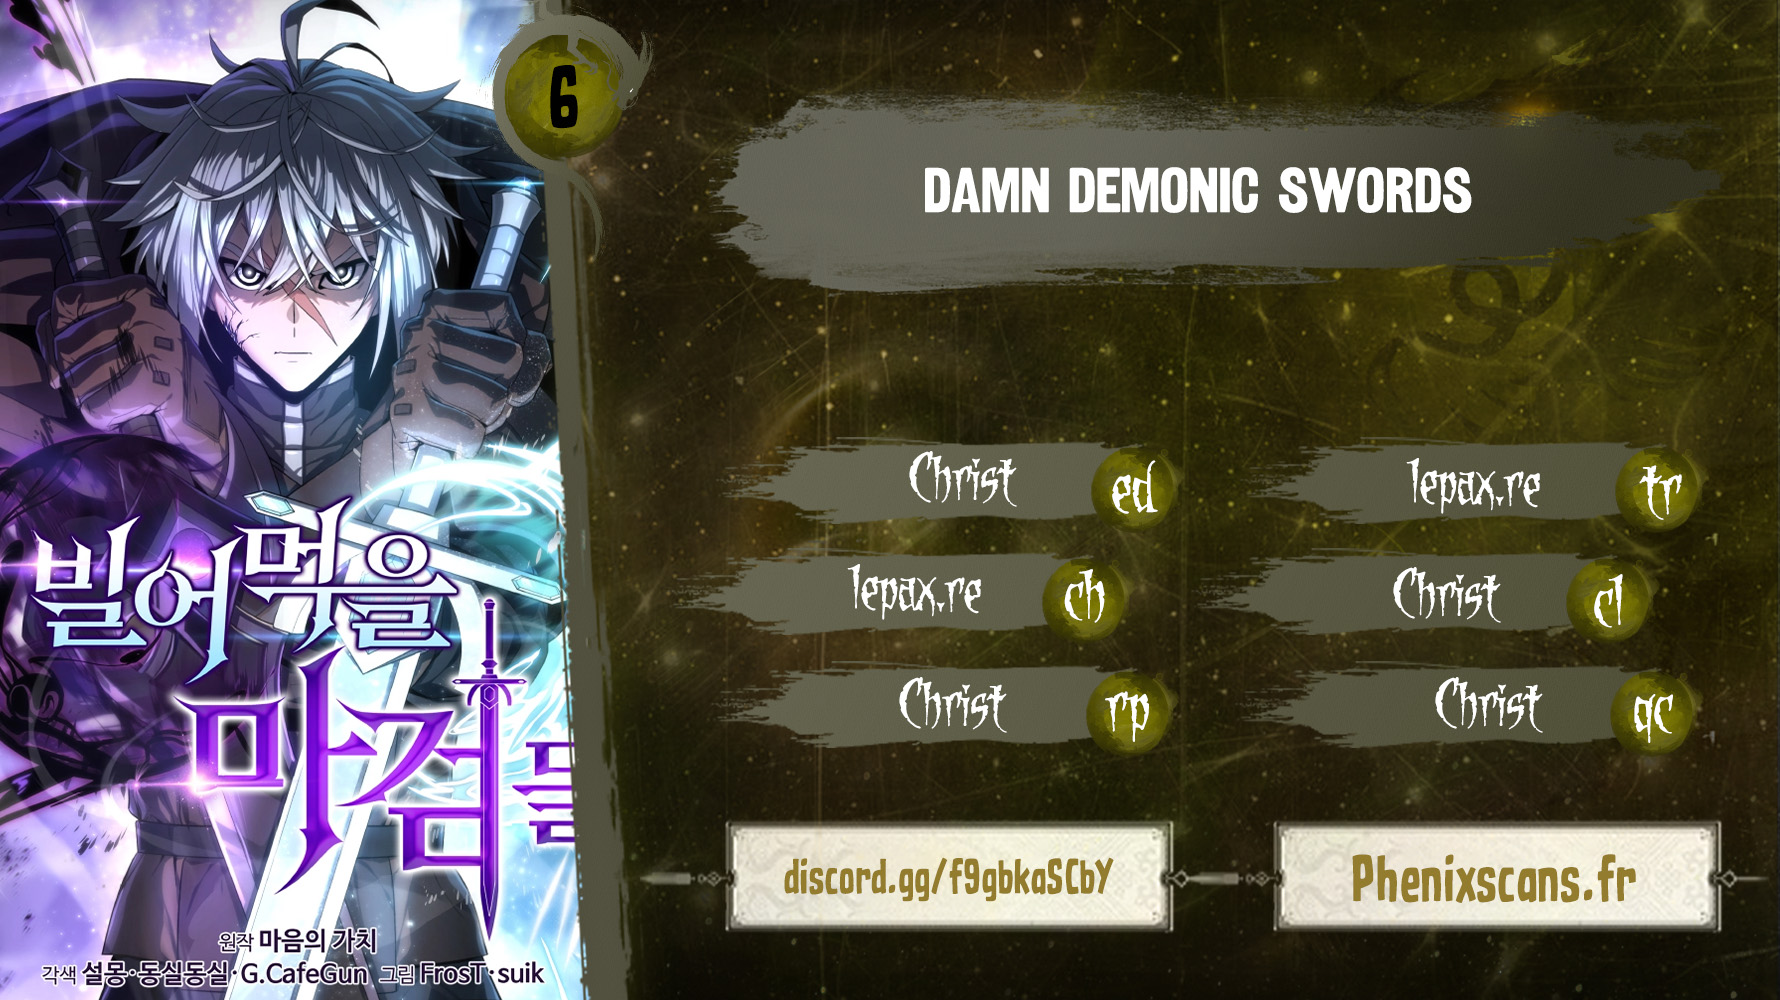 6
DAMN DEMONIC SWORDS
Christ ed
lepax.re tr
lepax.re ch
Christ cl
Christ rp
Christ qc
discord.gg/f9gbkaSCbY
Phenixscans.fr
빌어먹을
마검들
원작 마음의 가치
각색 설몽·동실동실·G.CafeGun 그림 FrosT·suik